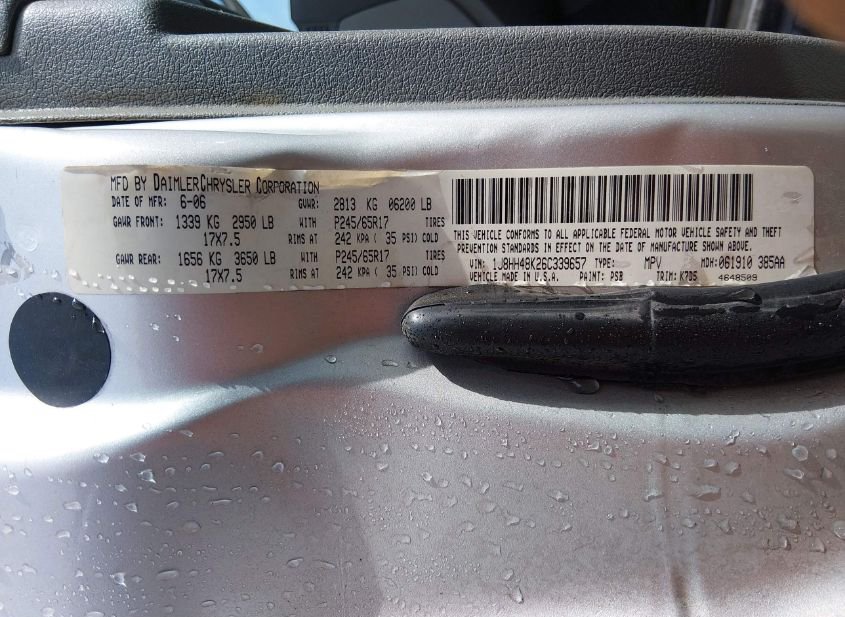 MFD BY DAIMLERCHRYSLER CORPORATION
DATE OF MFR: 6-06 GVWR: 2813 KG 06200 LB
GAWR FRONT: 1339 KG 2950 LB WITH P245/65R17 TIRES
17X7.5 RIMS AT 242 KPA ( 35 PSI) COLD
GAWR REAR: 1656 KG 3650 LB WITH P245/65R17 TIRES
17X7.5 RIMS AT 242 KPA ( 35 PSI) COLD
THIS VEHICLE CONFORMS TO ALL APPLICABLE FEDERAL MOTOR VEHICLE SAFETY AND THEFT
PREVENTION STANDARDS IN EFFECT ON THE DATE OF MANUFACTURE SHOWN ABOVE.
VIN: 1J8HH48K26C339657 TYPE: MPV MDH: 061910 385AA
VEHICLE MADE IN U.S.A. PAINT: PSB TRIM: K7D5 4648509